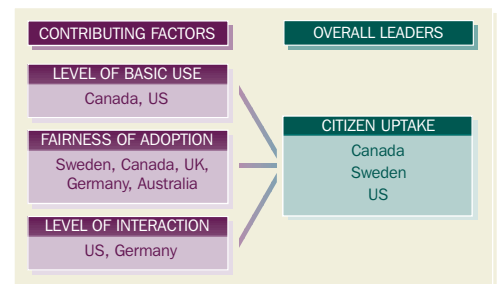 CONTRIBUTING FACTORS
OVERALL LEADERS
LEVEL OF BASIC USE
Canada, US
FAIRNESS OF ADOPTION
Sweden, Canada, UK,
Germany, Australia
LEVEL OF INTERACTION
US, Germany
CITIZEN UPTAKE
Canada
Sweden
US